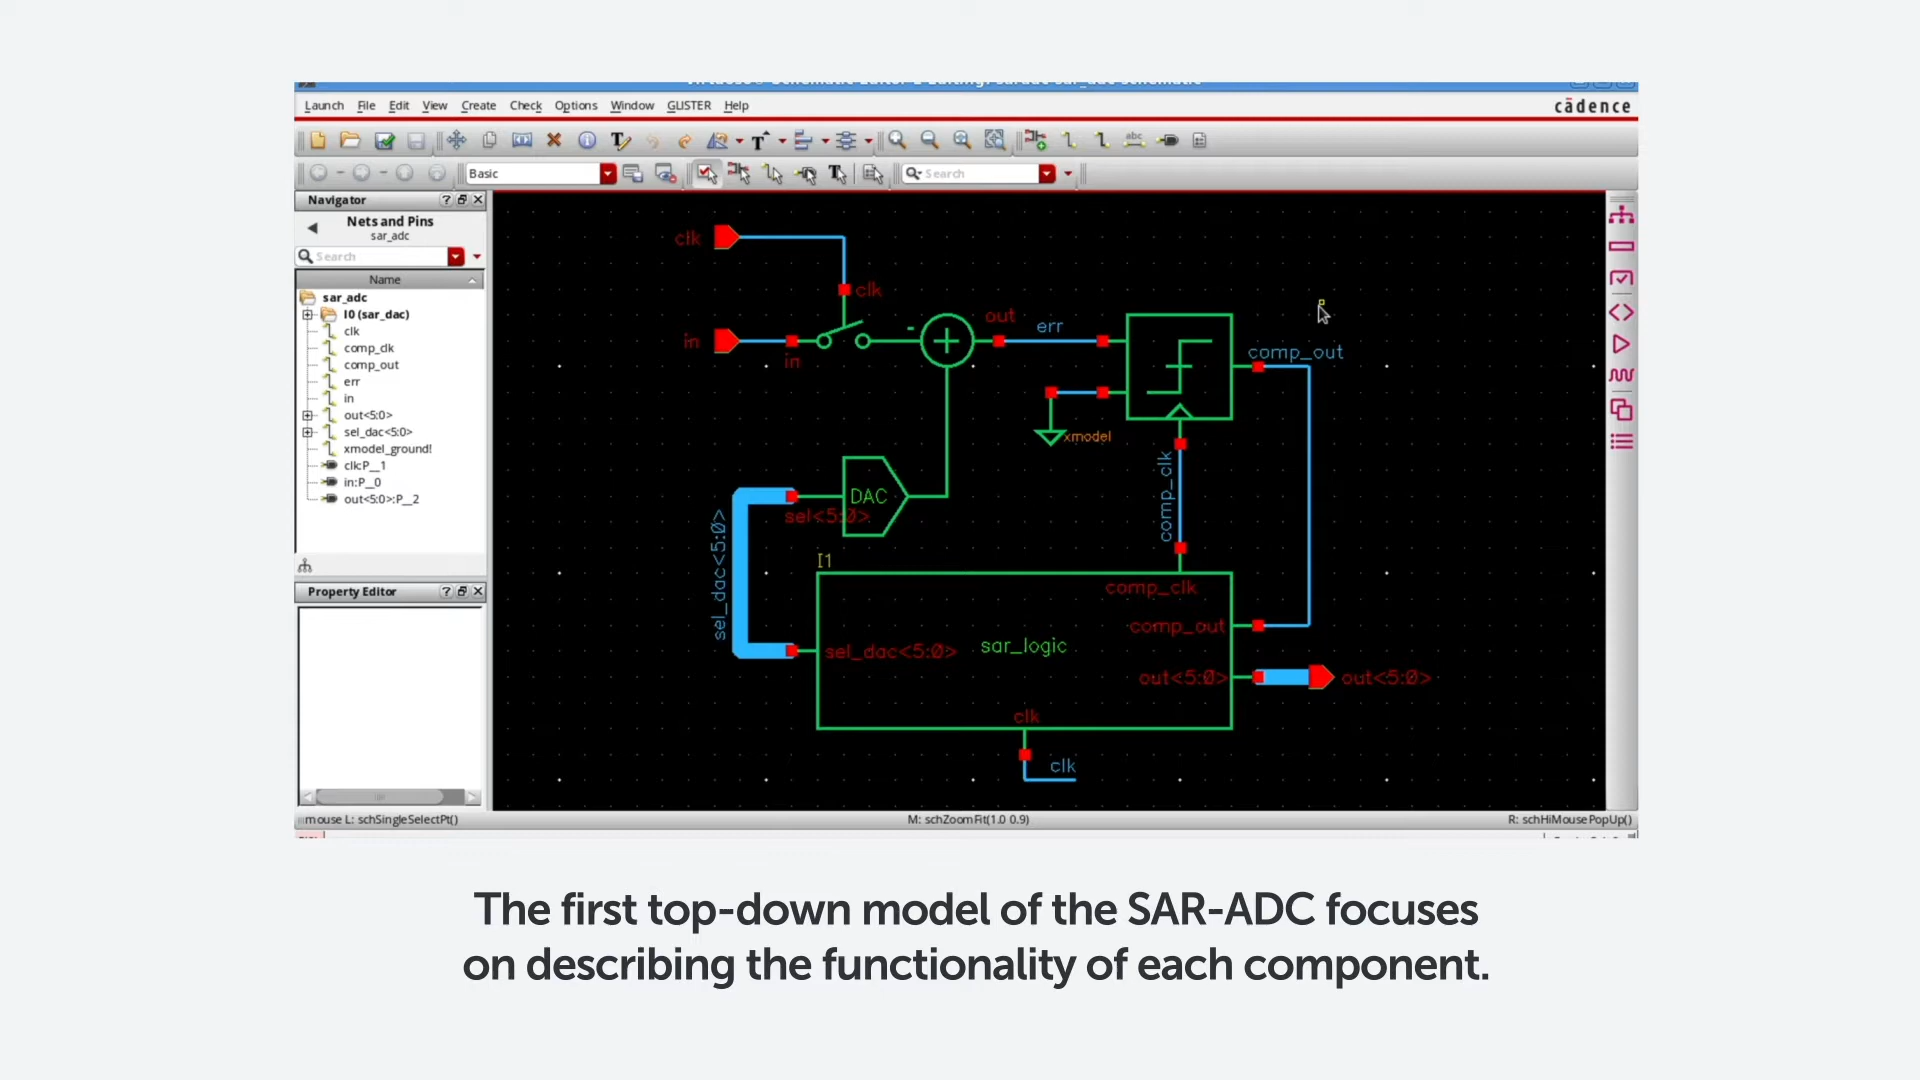 Launch File Edit View Create Check Options Window GLISTER Help
cādence
Basic
Search
Navigator
Nets and Pins
sar_adc
Search
Name
sar_adc
I0 (sar_dac)
clk
comp_clk
comp_out
err
in
out<5:0>
sel_dac<5:0>
xmodel_ground!
clk:P__1
in:P__0
out<5:0>:P__2
Property Editor
clk
clk
in
in
-
out
err
comp_out
xmodel
comp_clk
DAC
sel<5:0>
sel_dac<5:0>
I1
comp_clk
comp_out
sel_dac<5:0>
sar_logic
out<5:0>
out<5:0>
clk
clk
mouse L: schSingleSelectPt()
M: schZoomFit(1.0 0.9)
R: schHiMousePopUp()
The first top-down model of the SAR-ADC focuses
on describing the functionality of each component.